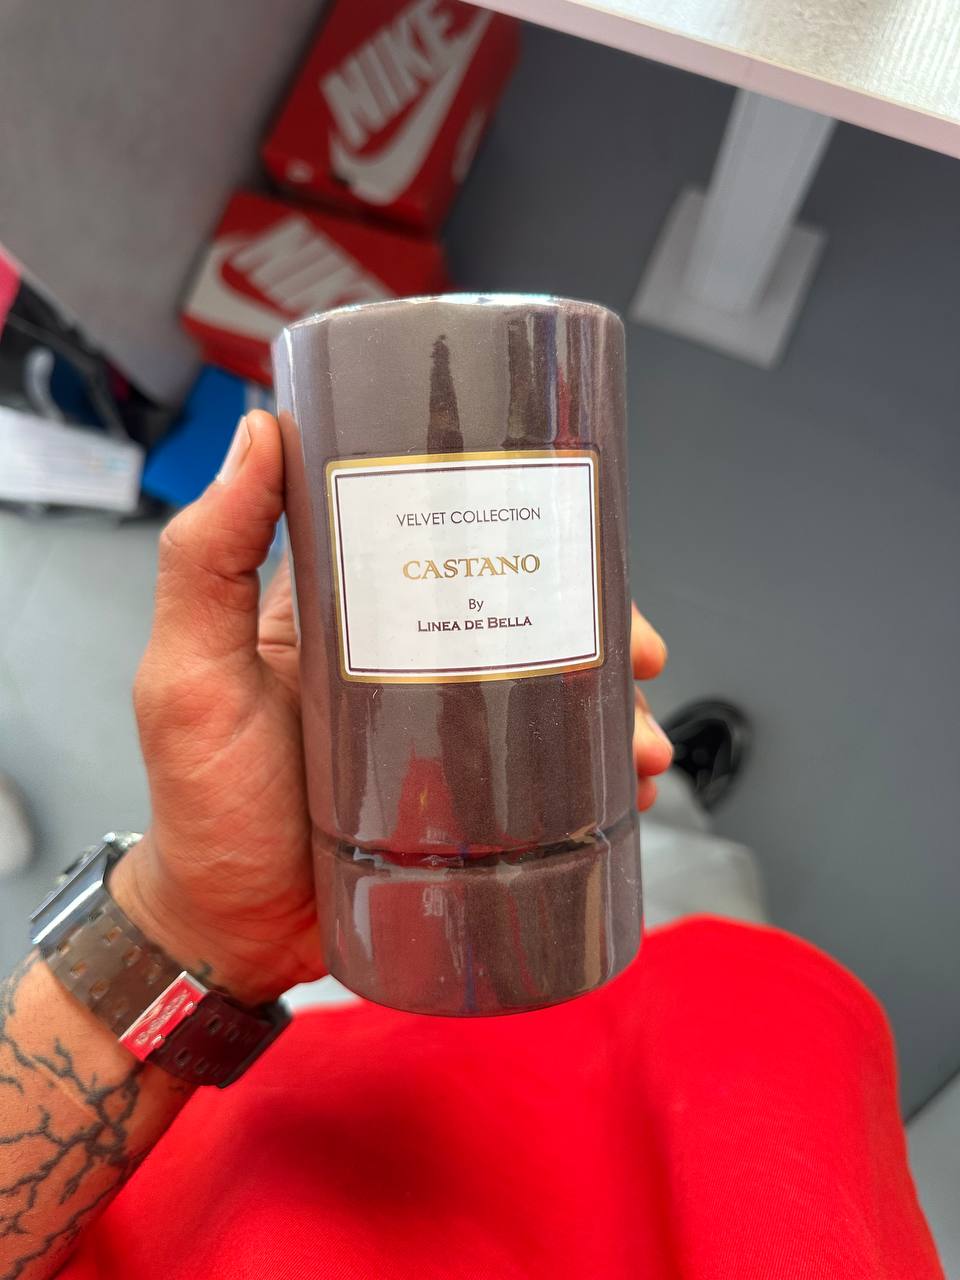 NIKE
NIKE
VELVET COLLECTION
CASTANO
By
LINEA DE BELLA